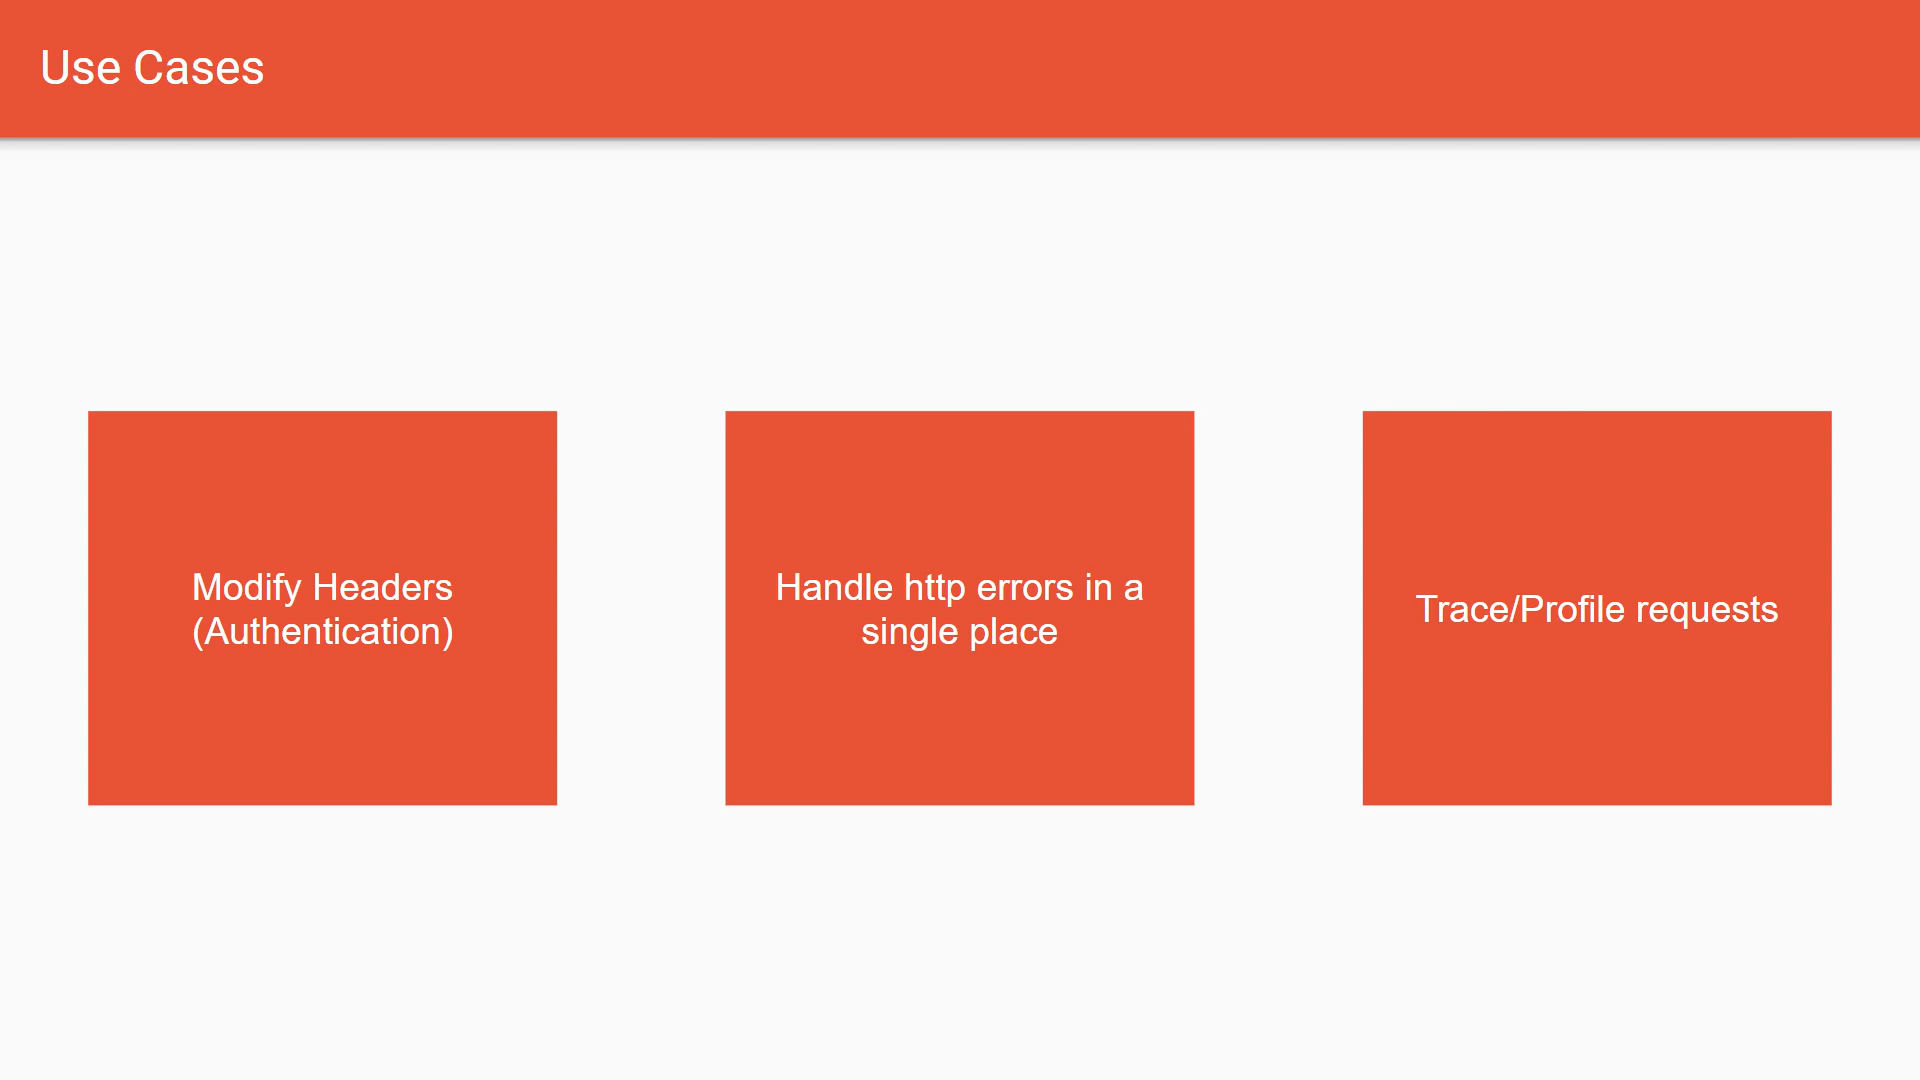 Use Cases
Modify Headers
(Authentication)
Handle http errors in a
single place
Trace/Profile requests